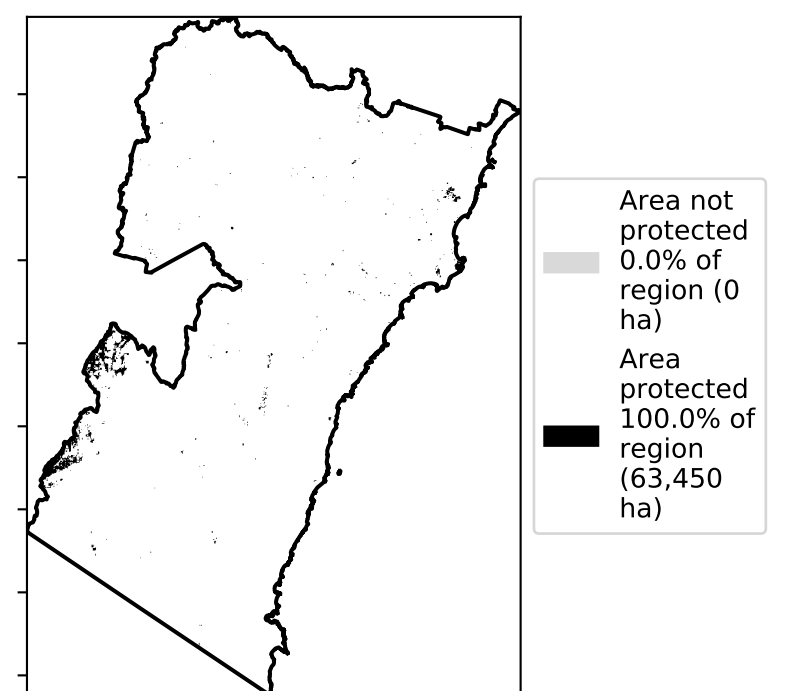 Area not
protected
0.0% of
region (0
ha)
Area
protected
100.0% of
region
(63,450
ha)